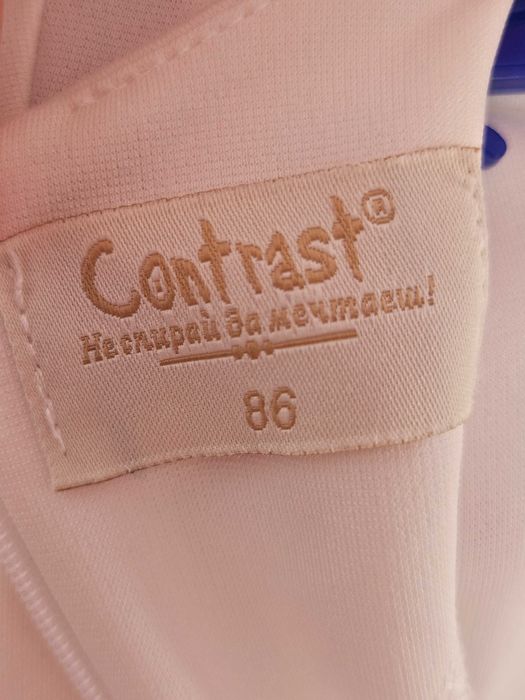 Contrast®
Не спирай да мечтаеш!
86